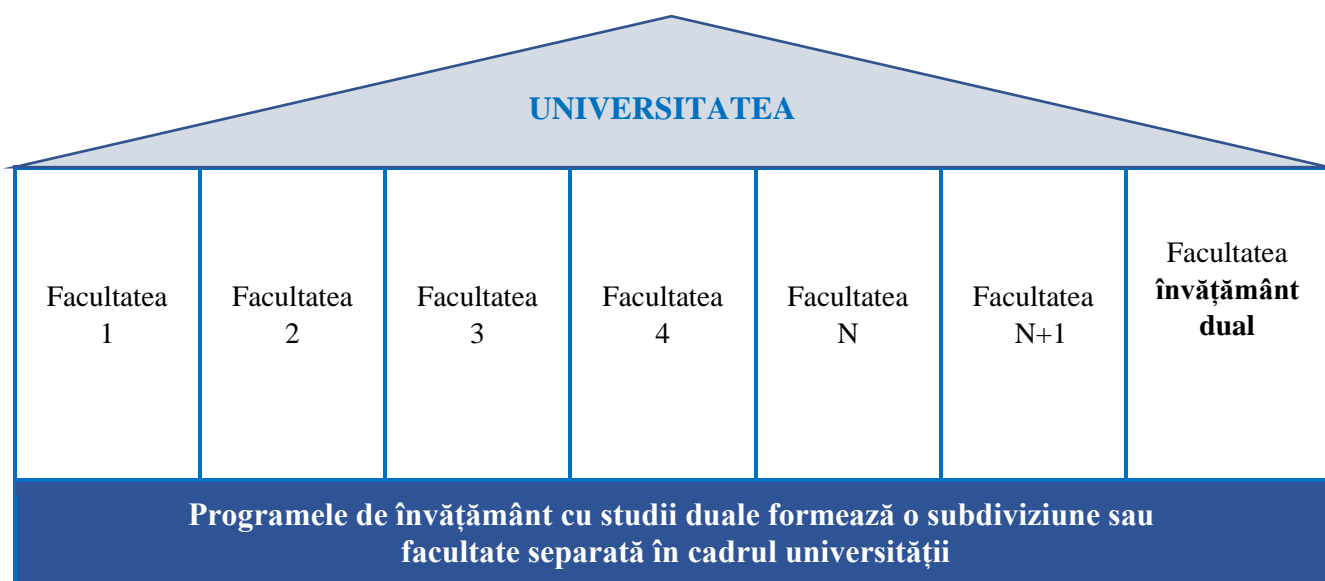 UNIVERSITATEA
Facultatea
1
Facultatea
2
Facultatea
3
Facultatea
4
Facultatea
N
Facultatea
N+1
Facultatea
învățământ
dual
Programele de învățământ cu studii duale formează o subdiviziune sau
facultate separată în cadrul universității